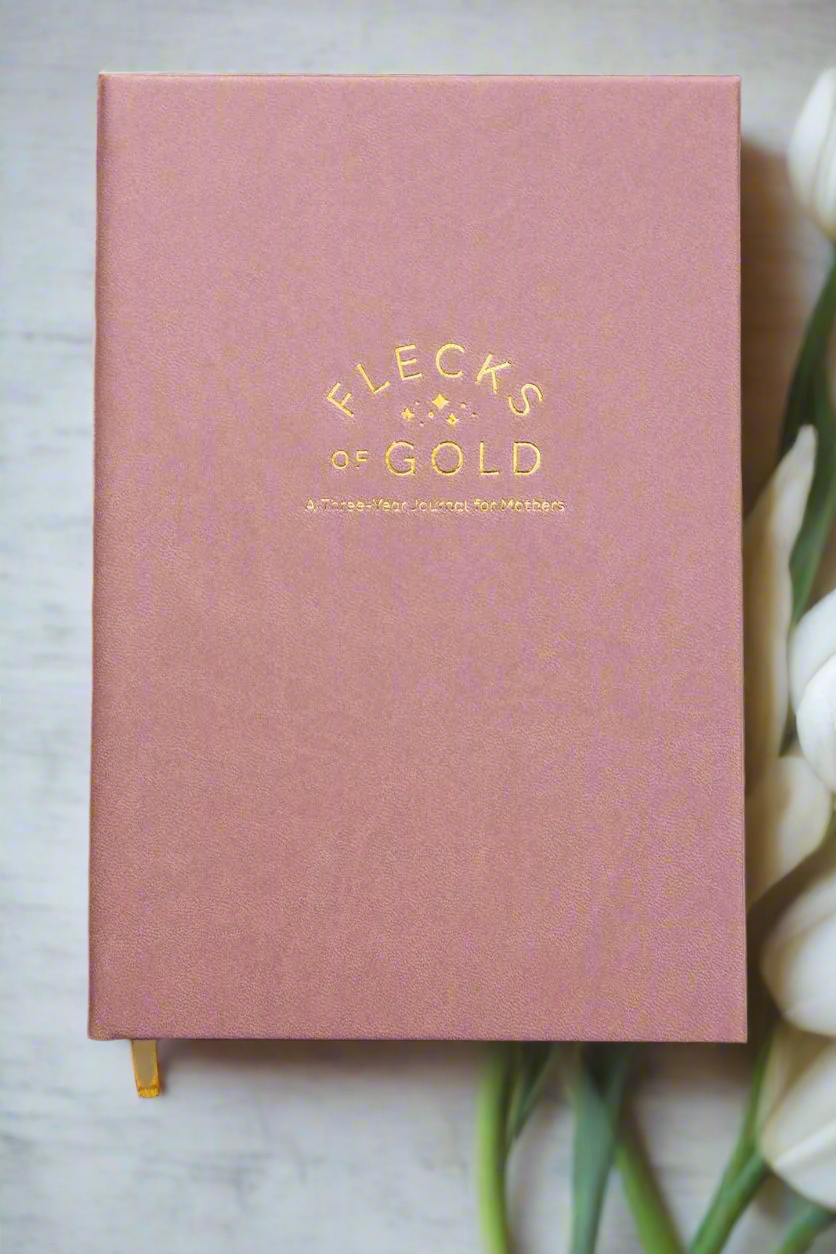 FLECKS
OF GOLD
A Three-Year Journal for Mothers